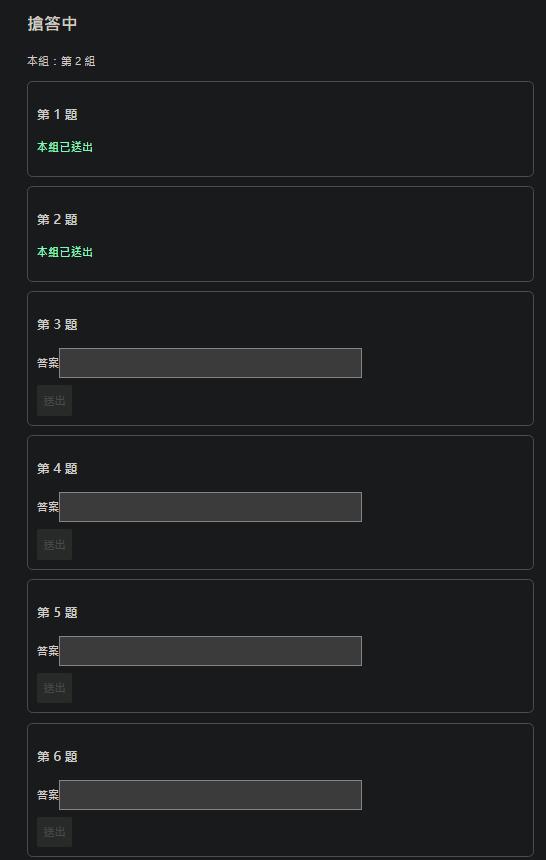 搶答中
本組：第 2 組
第 1 題
本組已送出
第 2 題
本組已送出
第 3 題
答案
送出
第 4 題
答案
送出
第 5 題
答案
送出
第 6 題
答案
送出